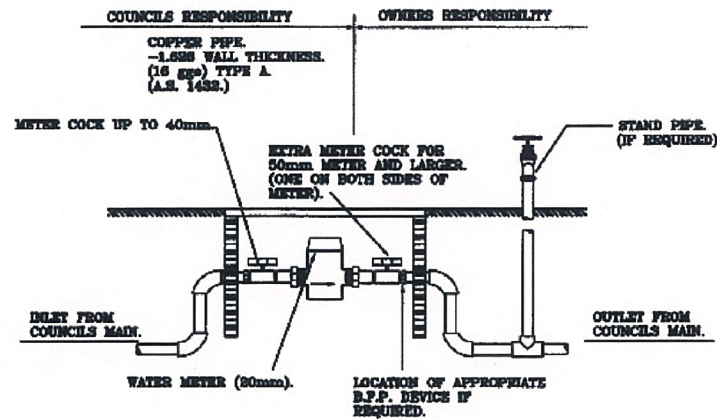 COUNCILS RESPONSIBILITY
OWNERS RESPONSIBILITY
COPPER PIPE.
-1.626 WALL THICKNESS.
(16 gge) TYPE A.
(A.S. 1432.)
METER COCK UP TO 40mm.
EXTRA METER COCK FOR
50mm METER AND LARGER.
(ONE ON BOTH SIDES OF
METER).
STAND PIPE.
(IF REQUIRED)
INLET FROM
COUNCILS MAIN.
OUTLET FROM
COUNCILS MAIN.
WATER METER (20mm).
LOCATION OF APPROPRIATE
B.F.P. DEVICE IF
REQUIRED.